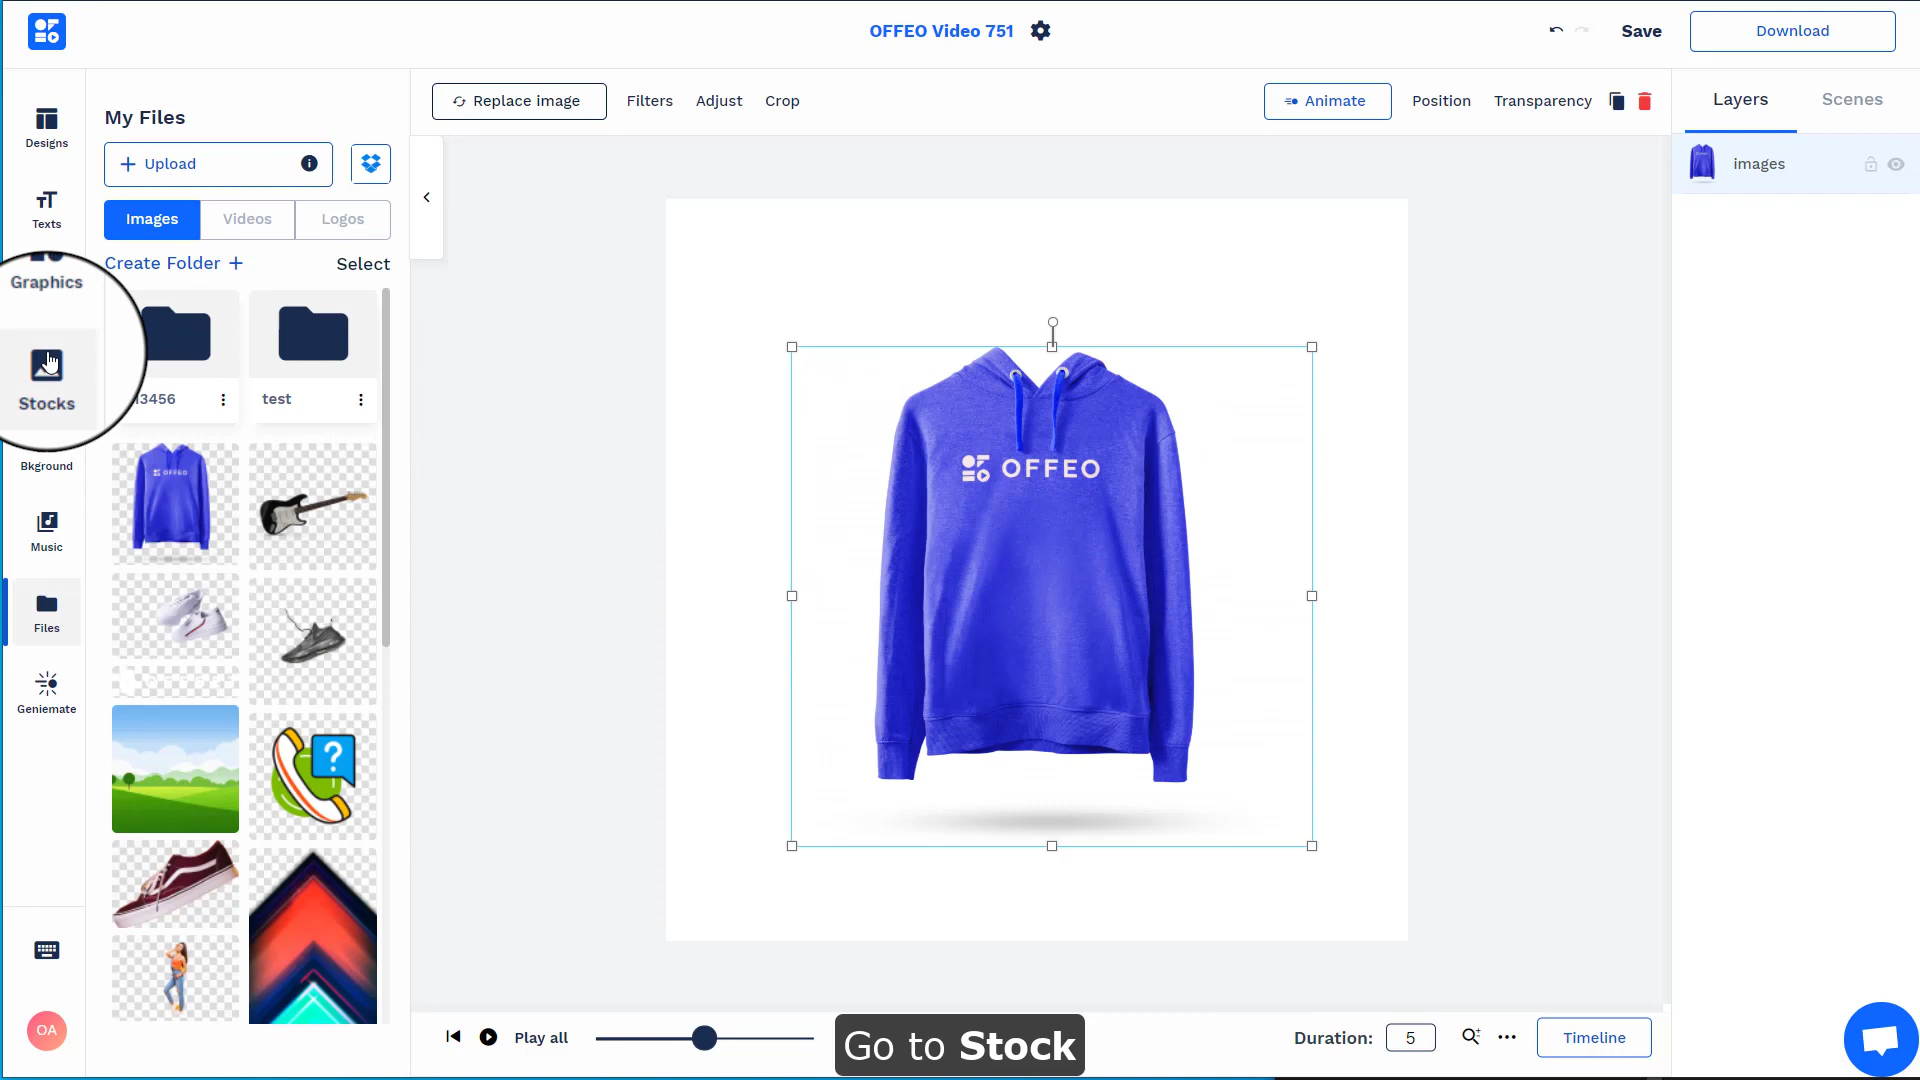 OFFEO Video 751
Save
Download
Designs
Texts
Graphics
Stocks
Bkground
Music
Files
Geniemate
OA
My Files
+ Upload
Images
Videos
Logos
Create Folder +
Select
13456
test
OFFEO
?
Replace image
Filters
Adjust
Crop
Animate
Position
Transparency
OFFEO
Layers
Scenes
images
Play all
Go to Stock
Duration:
5
Timeline